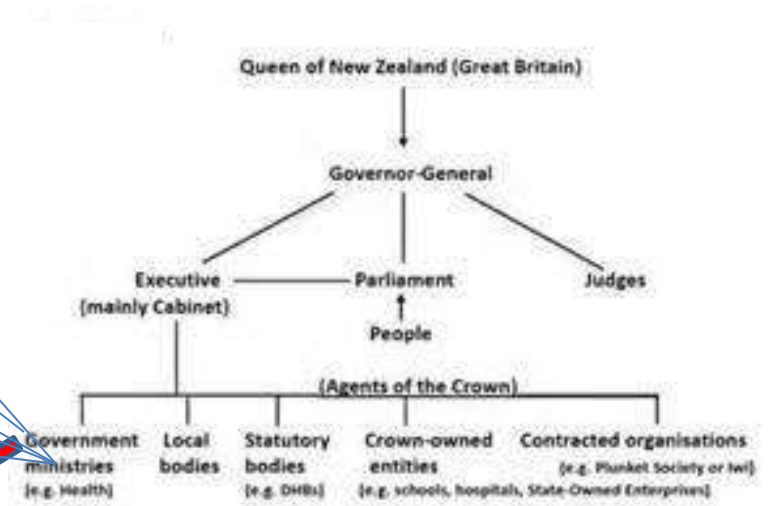 Queen of New Zealand (Great Britain)
Governor-General
Executive
(mainly Cabinet)
Parliament
Judges
People
(Agents of the Crown)
Government
ministries
(e.g. Health)
Local
bodies
Statutory
bodies
(e.g. DHBs)
Crown-owned
entities
(e.g. schools, hospitals, State-Owned Enterprises)
Contracted organisations
(e.g. Plunket Society or Iwi)